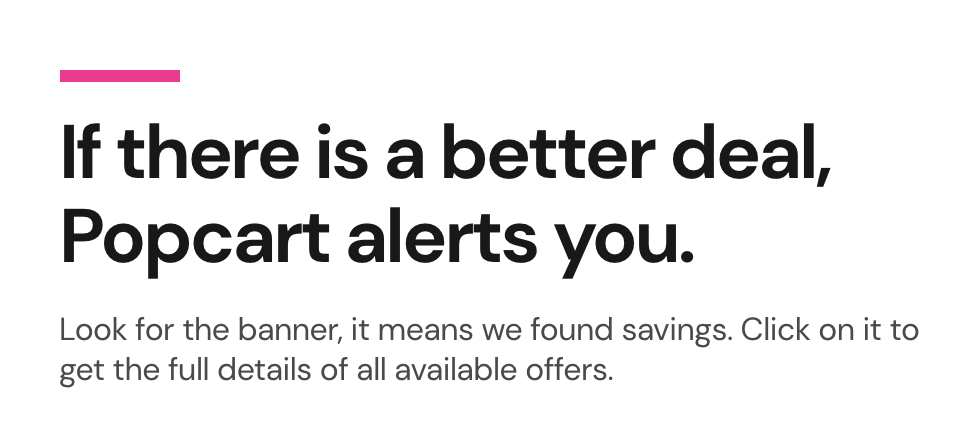 If there is a better deal,
Popcart alerts you.
Look for the banner, it means we found savings. Click on it to
get the full details of all available offers.